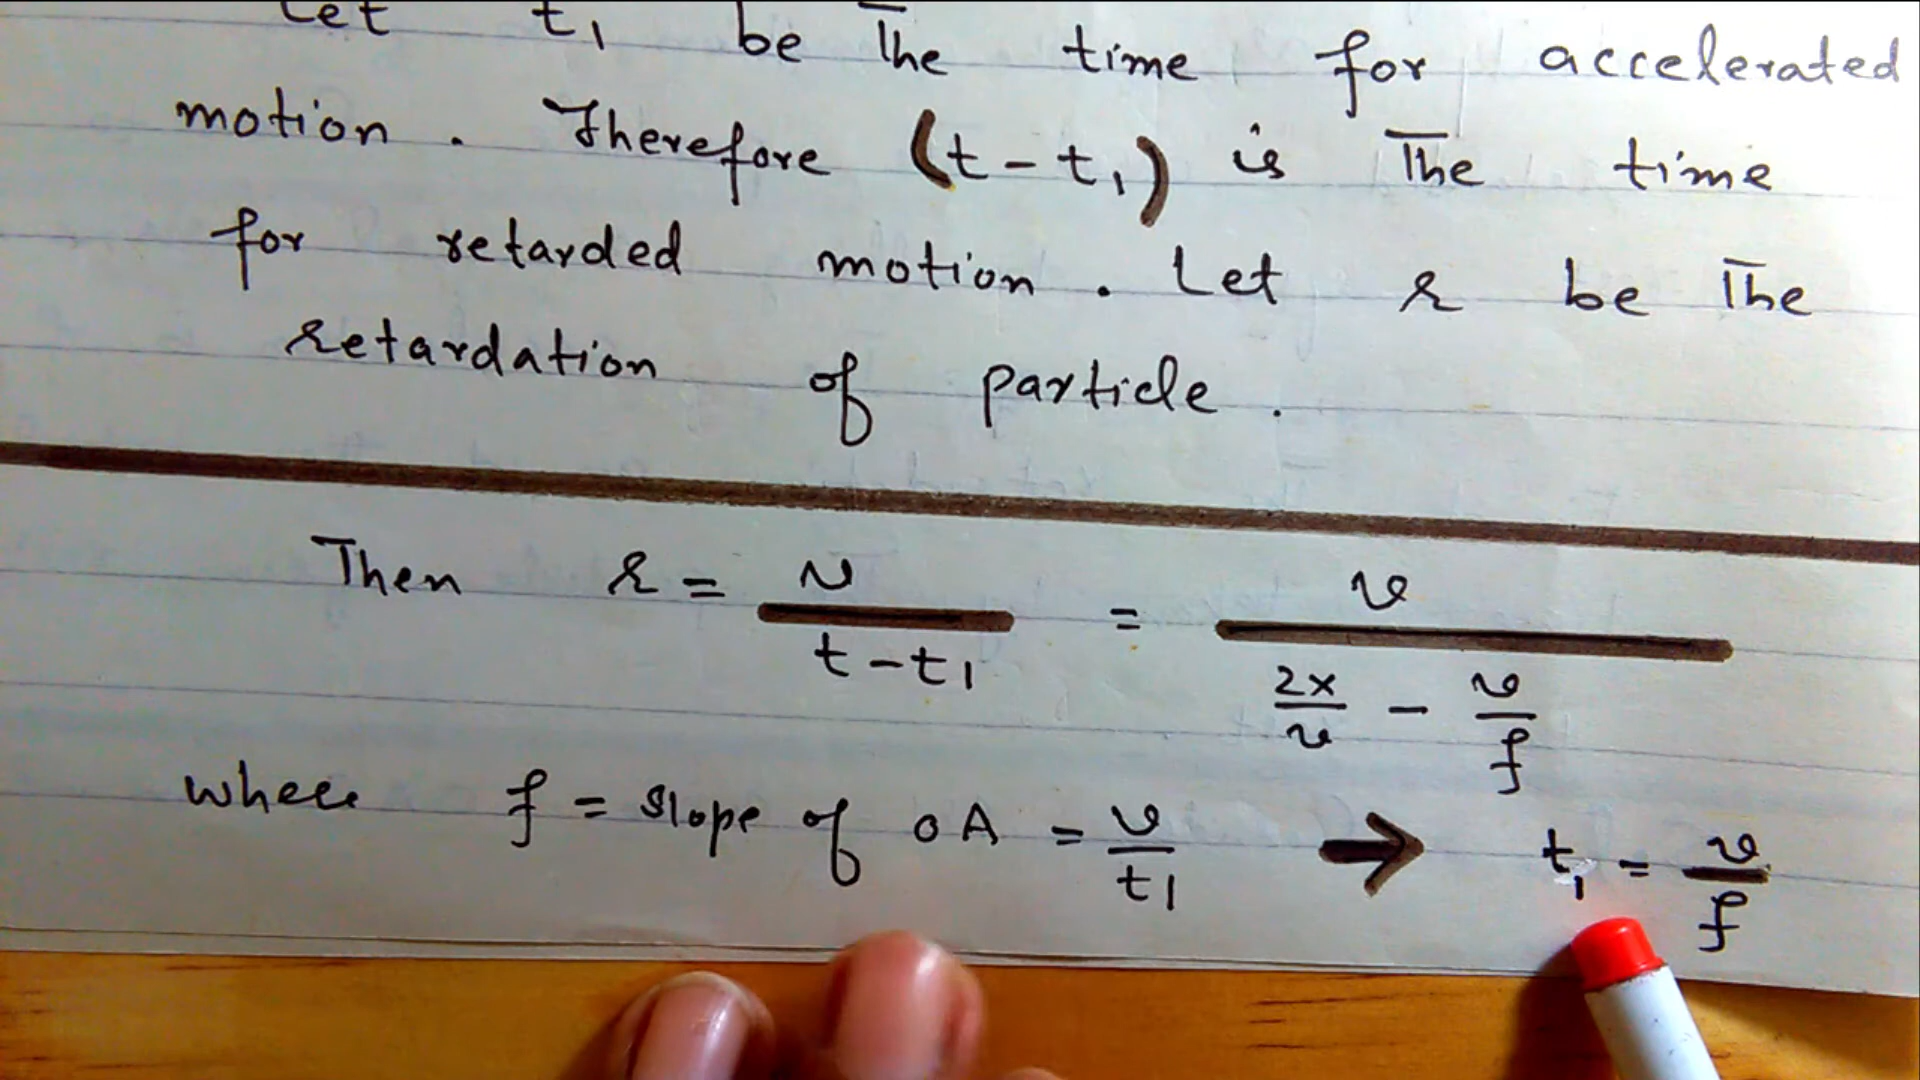 Let t₁ be The time for accelerated
motion. Therefore (t - t₁) is The time
for retarded motion. Let r be The
retardation of particle.
Then r = v / (t - t₁) = v / (2x/v - v/f)
where f = slope of OA = v/t₁ → t₁ = v/f